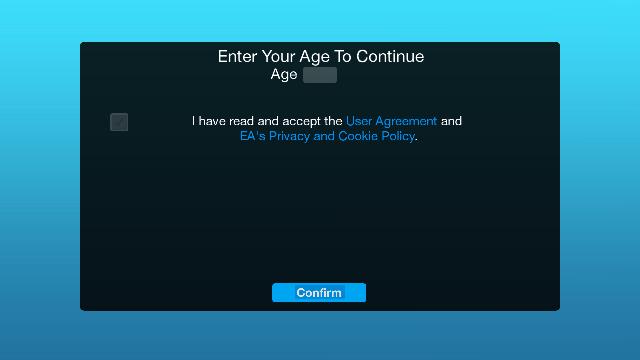 Enter Your Age To Continue
Age
I have read and accept the User Agreement and
EA's Privacy and Cookie Policy.
Confirm